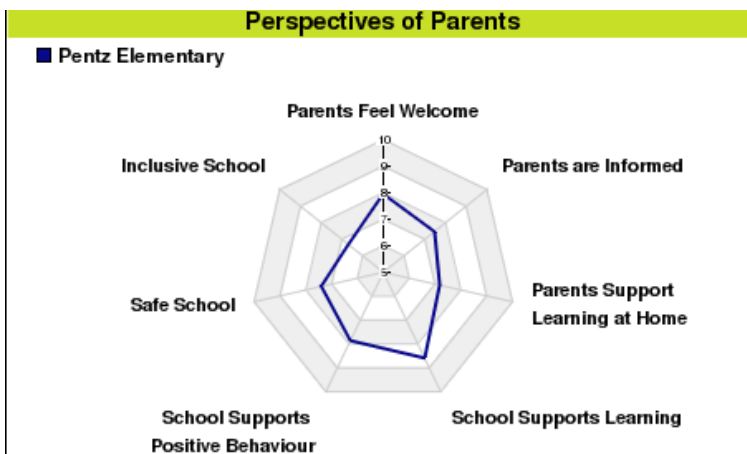 Perspectives of Parents
Pentz Elementary
Parents Feel Welcome
Inclusive School
Parents are Informed
10
9
8
7
6
5
Safe School
Parents Support
Learning at Home
School Supports
Positive Behaviour
School Supports Learning